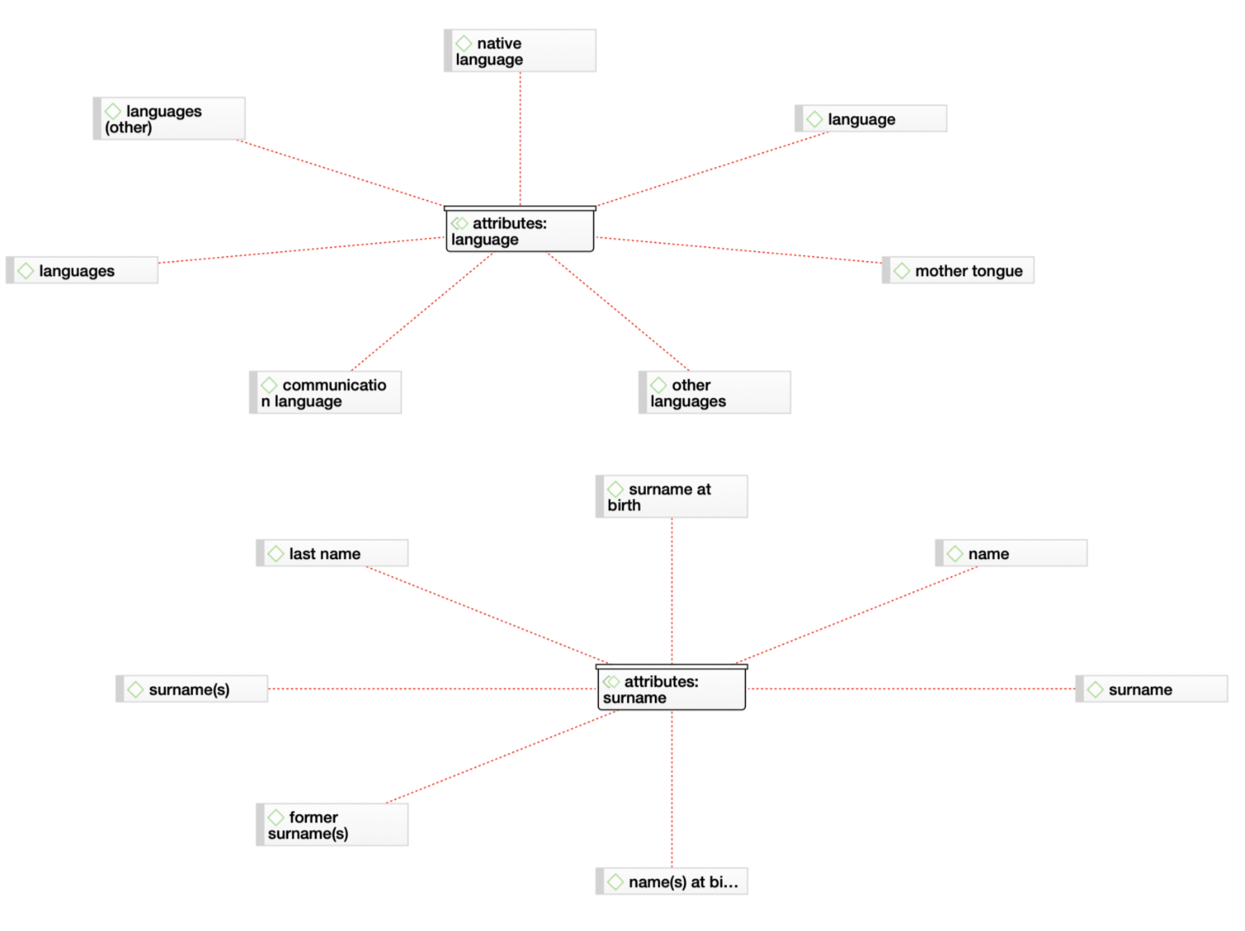 native
language
languages
(other)
language
attributes:
language
languages
mother tongue
communicatio
n language
other
languages
surname at
birth
last name
name
attributes:
surname
surname(s)
surname
former
surname(s)
name(s) at bi...